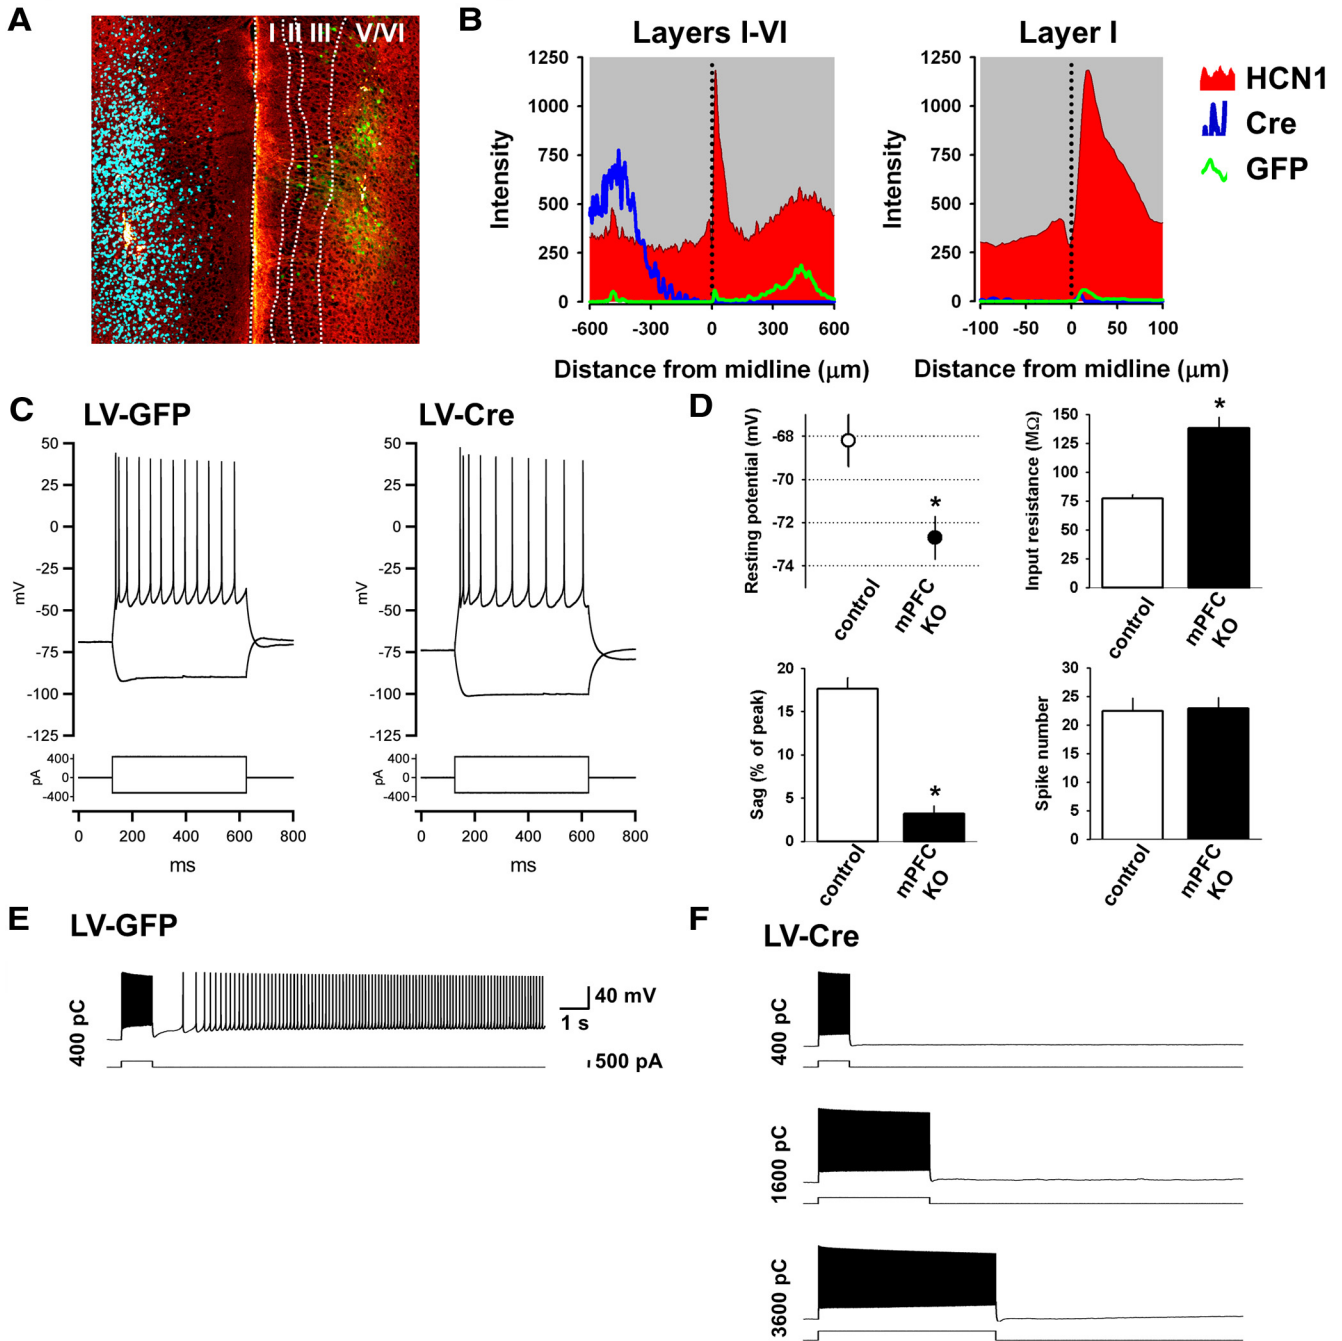 A
I II III V/VI
B
Layers I-VI
Intensity
1250
1000
750
500
250
0
-600 -300 0 300 600
Distance from midline (μm)
Layer I
Intensity
1250
1000
750
500
250
0
-100 -50 0 50 100
Distance from midline (μm)
HCN1
Cre
GFP
C
LV-GFP
mV
50
25
0
-25
-50
-75
-100
-125
pA
400
0
-400
0 200 400 600 800
ms
LV-Cre
50
25
0
-25
-50
-75
-100
-125
400
0
-400
0 200 400 600 800
ms
D
Resting potential (mV)
-68
-70
-72
-74
*
control
mPFC
KO
Input resistance (MΩ)
150
125
100
75
50
25
0
*
control
mPFC
KO
Sag (% of peak)
20
15
10
5
0
*
control
mPFC
KO
Spike number
30
25
20
15
10
5
0
control
mPFC
KO
E
LV-GFP
400 pC
40 mV
1 s
500 pA
F
LV-Cre
400 pC
1600 pC
3600 pC